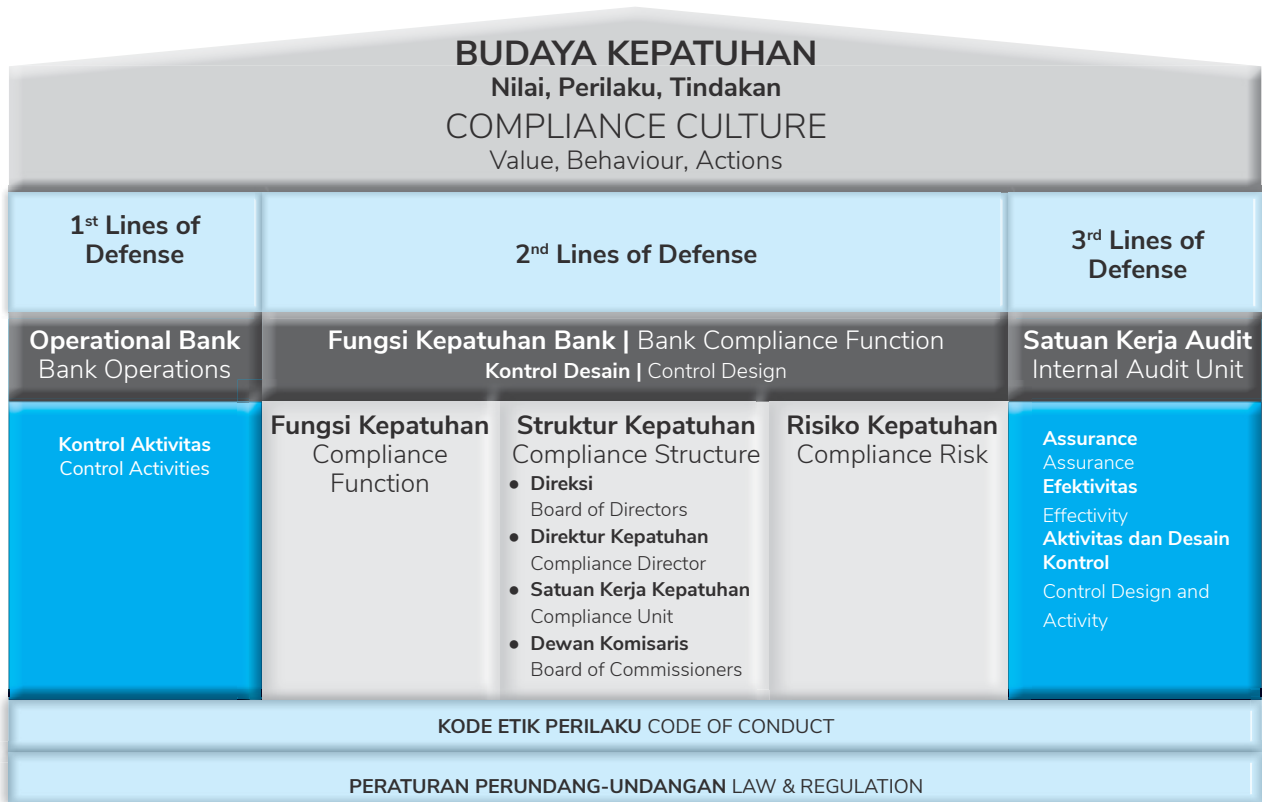 BUDAYA KEPATUHAN
Nilai, Perilaku, Tindakan
COMPLIANCE CULTURE
Value, Behaviour, Actions
1st Lines of
Defense
2nd Lines of Defense
3rd Lines of
Defense
Operational Bank
Bank Operations
Fungsi Kepatuhan Bank | Bank Compliance Function
Kontrol Desain | Control Design
Satuan Kerja Audit
Internal Audit Unit
Kontrol Aktivitas
Control Activities
Fungsi Kepatuhan
Compliance
Function
Struktur Kepatuhan
Compliance Structure
● Direksi
Board of Directors
● Direktur Kepatuhan
Compliance Director
● Satuan Kerja Kepatuhan
Compliance Unit
● Dewan Komisaris
Board of Commissioners
Risiko Kepatuhan
Compliance Risk
Assurance
Assurance
Efektivitas
Effectivity
Aktivitas dan Desain
Kontrol
Control Design and
Activity
KODE ETIK PERILAKU CODE OF CONDUCT
PERATURAN PERUNDANG-UNDANGAN LAW & REGULATION